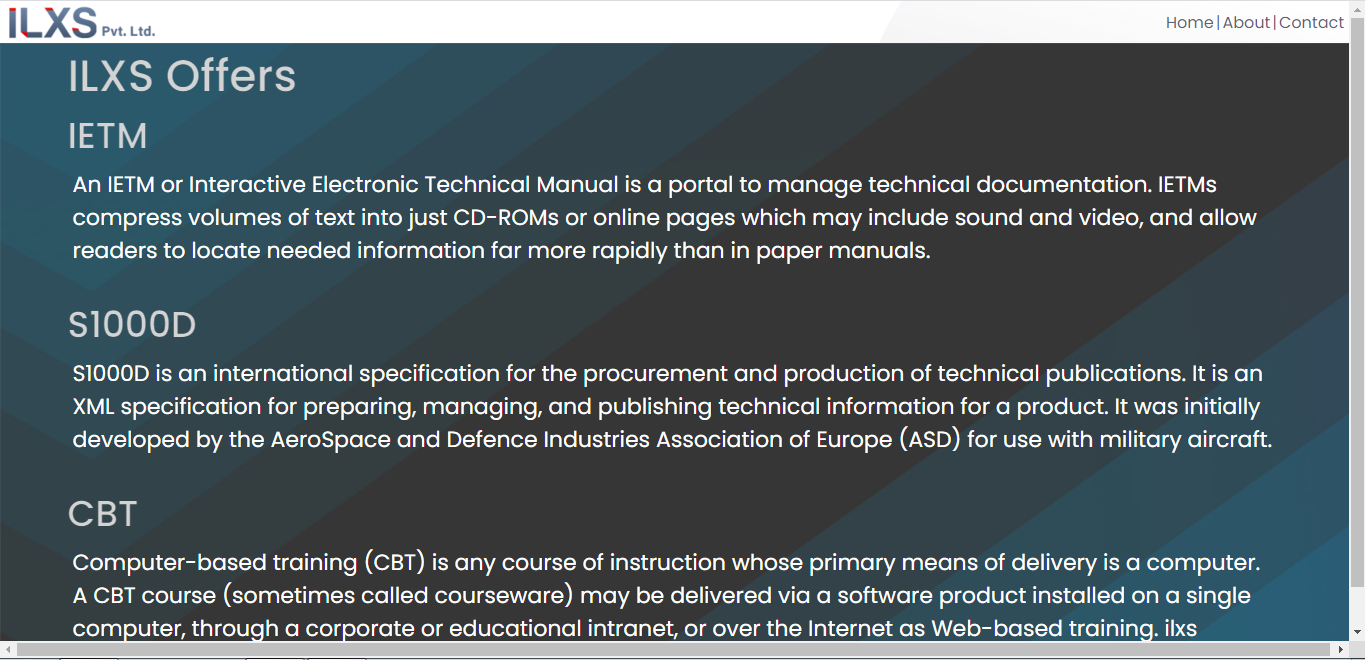 ILXS Pvt. Ltd.
Home|About|Contact
ILXS Offers
IETM
An IETM or Interactive Electronic Technical Manual is a portal to manage technical documentation. IETMs
compress volumes of text into just CD-ROMs or online pages which may include sound and video, and allow
readers to locate needed information far more rapidly than in paper manuals.
S1000D
S1000D is an international specification for the procurement and production of technical publications. It is an
XML specification for preparing, managing, and publishing technical information for a product. It was initially
developed by the AeroSpace and Defence Industries Association of Europe (ASD) for use with military aircraft.
CBT
Computer-based training (CBT) is any course of instruction whose primary means of delivery is a computer.
A CBT course (sometimes called courseware) may be delivered via a software product installed on a single
computer, through a corporate or educational intranet, or over the Internet as Web-based training. ilxs